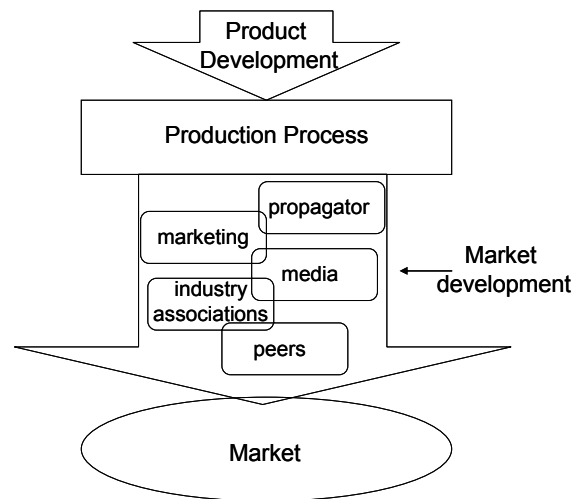 Product
Development
Production Process
propagator
marketing
media
Market
development
industry
associations
peers
Market